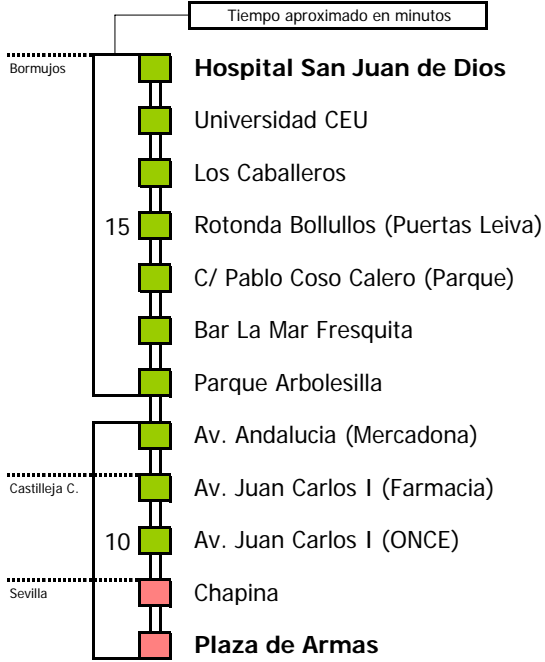 Tiempo aproximado en minutos
Bormujos
Hospital San Juan de Dios
Universidad CEU
Los Caballeros
15
Rotonda Bollullos (Puertas Leiva)
C/ Pablo Coso Calero (Parque)
Bar La Mar Fresquita
Parque Arbolesilla
Av. Andalucia (Mercadona)
Castilleja C.
Av. Juan Carlos I (Farmacia)
10
Av. Juan Carlos I (ONCE)
Sevilla
Chapina
Plaza de Armas